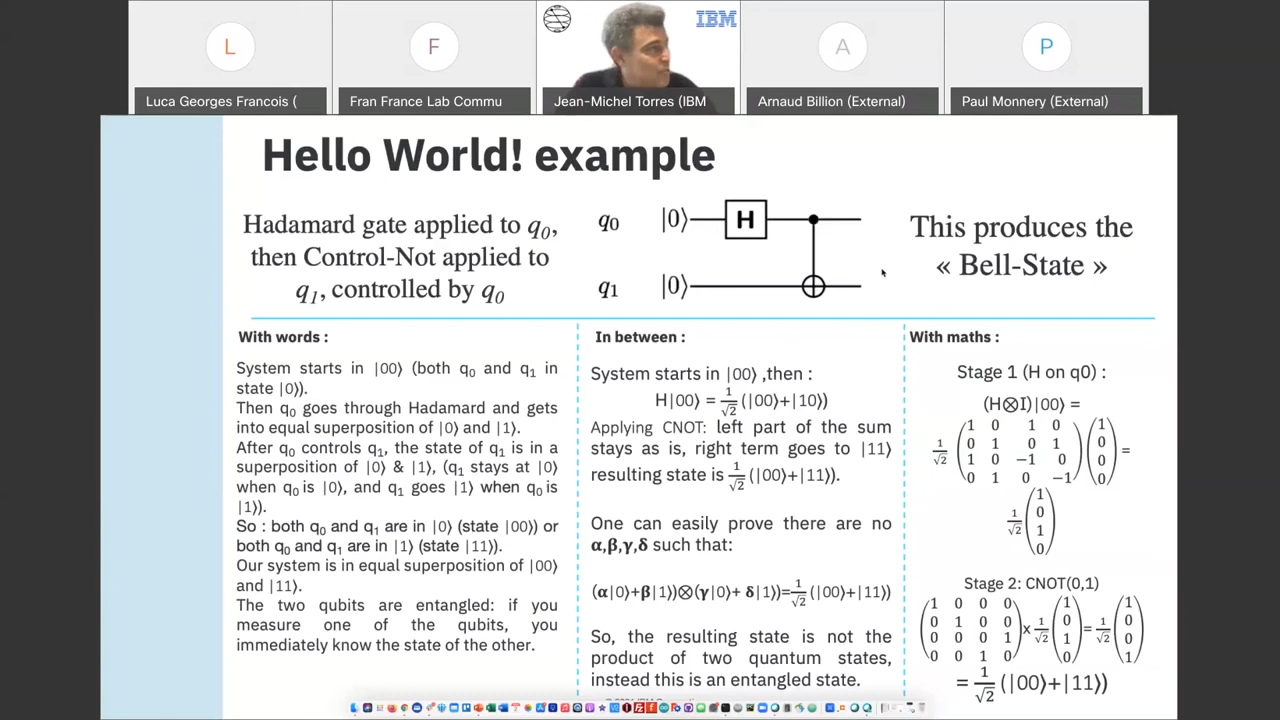 L
F
IBM
A
P
Luca Georges Francois (
Fran France Lab Commu
Jean-Michel Torres (IBM
Arnaud Billion (External)
Paul Monnery (External)
Hello World! example
Hadamard gate applied to q₀,
then Control-Not applied to
q₁, controlled by q₀
q₀ |0⟩ H
q₁ |0⟩
This produces the
« Bell-State »
With words :
System starts in |00⟩ (both q₀ and q₁ in
state |0⟩).
Then q₀ goes through Hadamard and gets
into equal superposition of |0⟩ and |1⟩.
After q₀ controls q₁, the state of q₁ is in a
superposition of |0⟩ & |1⟩, (q₁ stays at |0⟩
when q₀ is |0⟩, and q₁ goes |1⟩ when q₀ is
|1⟩).
So : both q₀ and q₁ are in |0⟩ (state |00⟩) or
both q₀ and q₁ are in |1⟩ (state |11⟩).
Our system is in equal superposition of |00⟩
and |11⟩.
The two qubits are entangled: if you
measure one of the qubits, you
immediately know the state of the other.
In between :
System starts in |00⟩ ,then :
H|00⟩ = 1/√2 (|00⟩+|10⟩)
Applying CNOT: left part of the sum
stays as is, right term goes to |11⟩
resulting state is 1/√2 (|00⟩+|11⟩).
One can easily prove there are no
α,β,γ,δ such that:
(α|0⟩+β|1⟩)⊗(γ|0⟩+ δ|1⟩)=1/√2 (|00⟩+|11⟩)
So, the resulting state is not the
product of two quantum states,
instead this is an entangled state.
With maths :
Stage 1 (H on q0) :
(H⊗I)|00⟩ =
1 0 1 0 1
0 1 0 1 0
1/√2 1 0 −1 0 0 =
0 1 0 −1 0
1
1/√2 0
1
0
Stage 2: CNOT(0,1)
1 0 0 0 1 1
0 1 0 0 x 1/√2 0 = 1/√2 0
0 0 0 1 1 0
0 0 1 0 0 1
= 1/√2 (|00⟩+|11⟩)